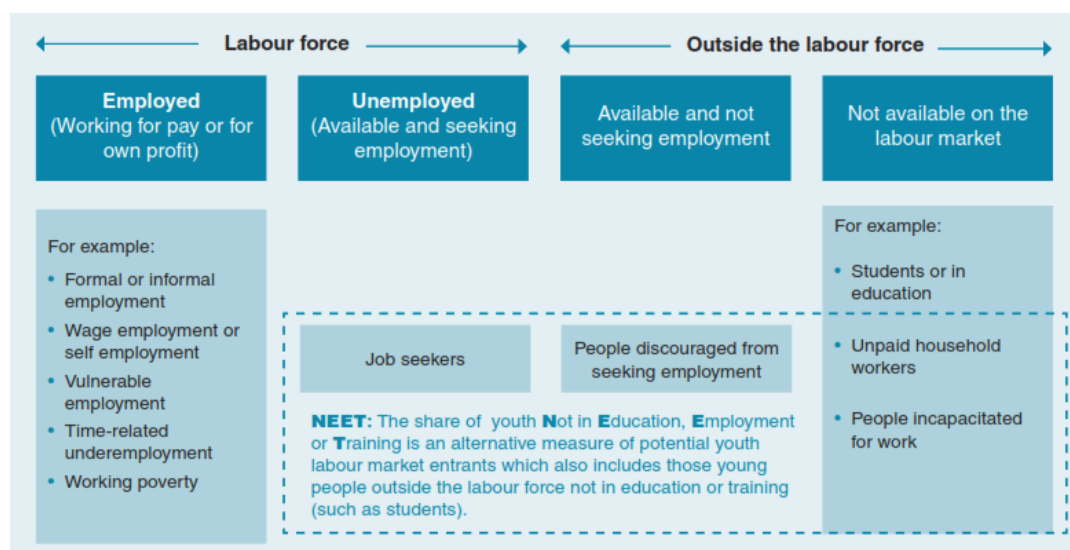 Labour force
Outside the labour force
Employed
(Working for pay or for
own profit)
Unemployed
(Available and seeking
employment)
Available and not
seeking employment
Not available on the
labour market
For example:
• Formal or informal
employment
• Wage employment or
self employment
• Vulnerable
employment
• Time-related
underemployment
• Working poverty
Job seekers
People discouraged from
seeking employment
NEET: The share of youth Not in Education, Employment
or Training is an alternative measure of potential youth
labour market entrants which also includes those young
people outside the labour force not in education or training
(such as students).
For example:
• Students or in
education
• Unpaid household
workers
• People incapacitated
for work